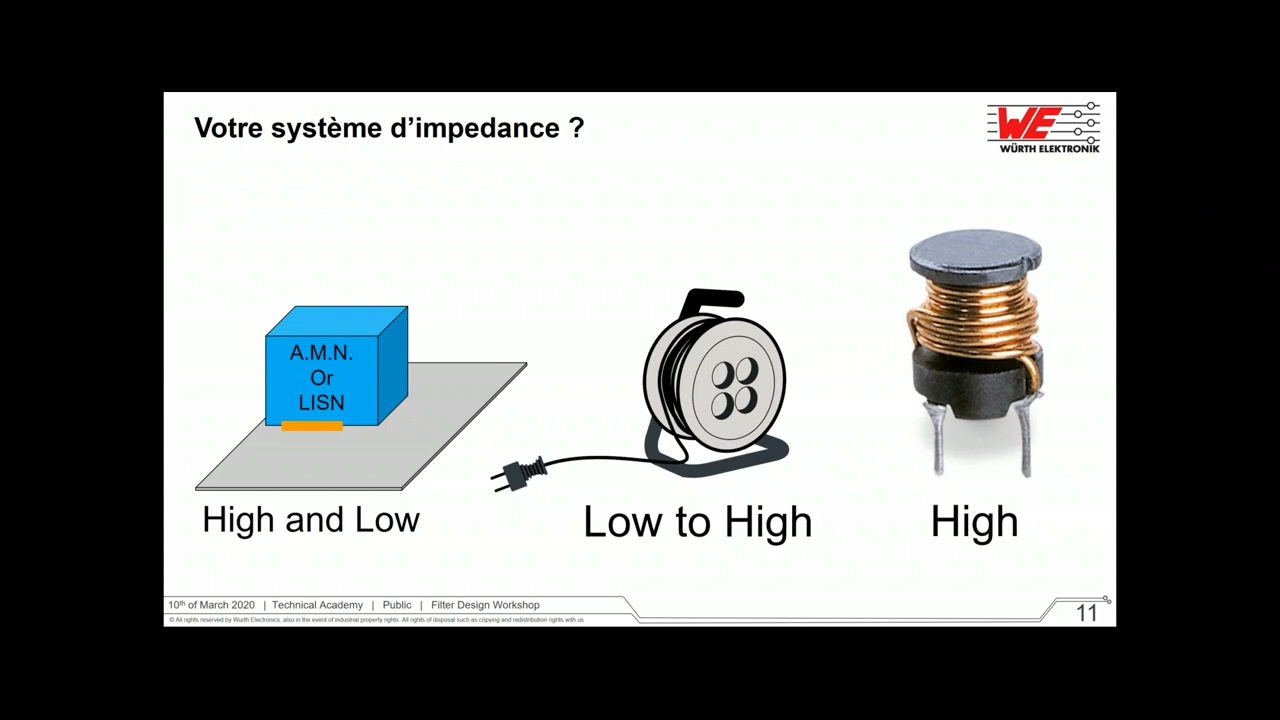 Votre système d’impedance ?
WE
WÜRTH ELEKTRONIK
A.M.N.
Or
LISN
High and Low
Low to High
High
10th of March 2020 | Technical Academy | Public | Filter Design Workshop
© All rights reserved by Wurth Electronics, also in the event of industrial property rights. All rights of disposal such as copying and redistribution rights with us
11